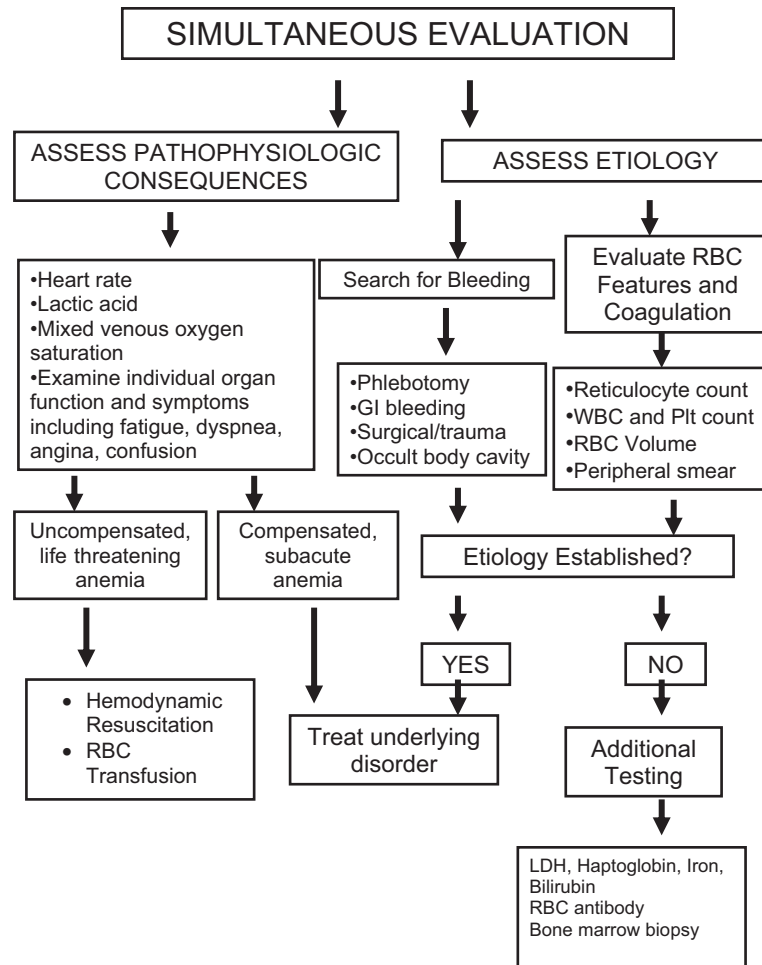 SIMULTANEOUS EVALUATION
ASSESS PATHOPHYSIOLOGIC
CONSEQUENCES
ASSESS ETIOLOGY
•Heart rate
•Lactic acid
•Mixed venous oxygen
saturation
•Examine individual organ
function and symptoms
including fatigue, dyspnea,
angina, confusion
Search for Bleeding
Evaluate RBC
Features and
Coagulation
•Phlebotomy
•GI bleeding
•Surgical/trauma
•Occult body cavity
•Reticulocyte count
•WBC and Plt count
•RBC Volume
•Peripheral smear
Uncompensated,
life threatening
anemia
Compensated,
subacute
anemia
Etiology Established?
YES
NO
• Hemodynamic
Resuscitation
• RBC
Transfusion
Treat underlying
disorder
Additional
Testing
LDH, Haptoglobin, Iron,
Bilirubin
RBC antibody
Bone marrow biopsy